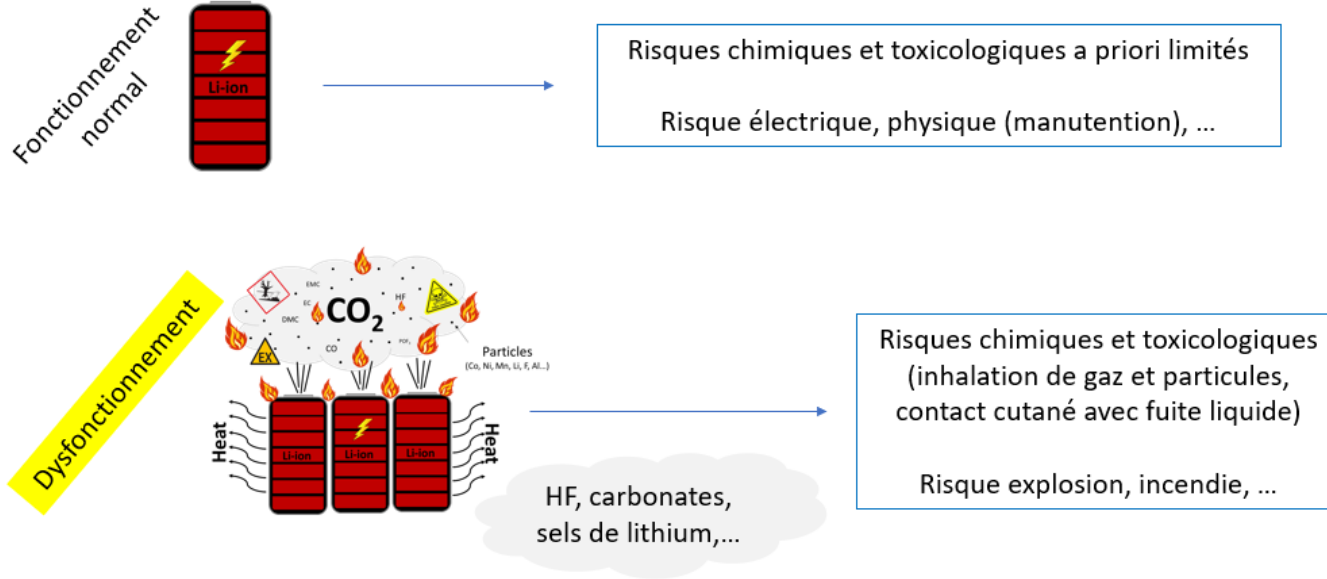 Fonctionnement
normal
Li-ion
Risques chimiques et toxicologiques a priori limités
Risque électrique, physique (manutention), ...
Dysfonctionnement
EMC
EC
HF
DMC
CO2
CO
POF3
EX
Particles
(Co, Ni, Mn, Li, F, Al...)
Heat
Li-ion
Li-ion
Li-ion
Heat
HF, carbonates,
sels de lithium,...
Risques chimiques et toxicologiques
(inhalation de gaz et particules,
contact cutané avec fuite liquide)
Risque explosion, incendie, ...